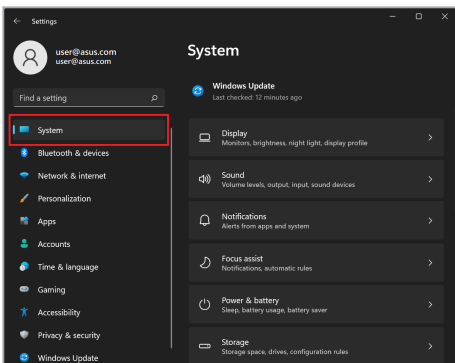 Settings
user@asus.com
user@asus.com
Find a setting
System
Bluetooth & devices
Network & internet
Personalization
Apps
Accounts
Time & language
Gaming
Accessibility
Privacy & security
Windows Update
System
Windows Update
Last checked: 12 minutes ago
Display
Monitors, brightness, night light, display profile
Sound
Volume levels, output, input, sound devices
Notifications
Alerts from apps and system
Focus assist
Notifications, automatic rules
Power & battery
Sleep, battery usage, battery saver
Storage
Storage space, drives, configuration rules